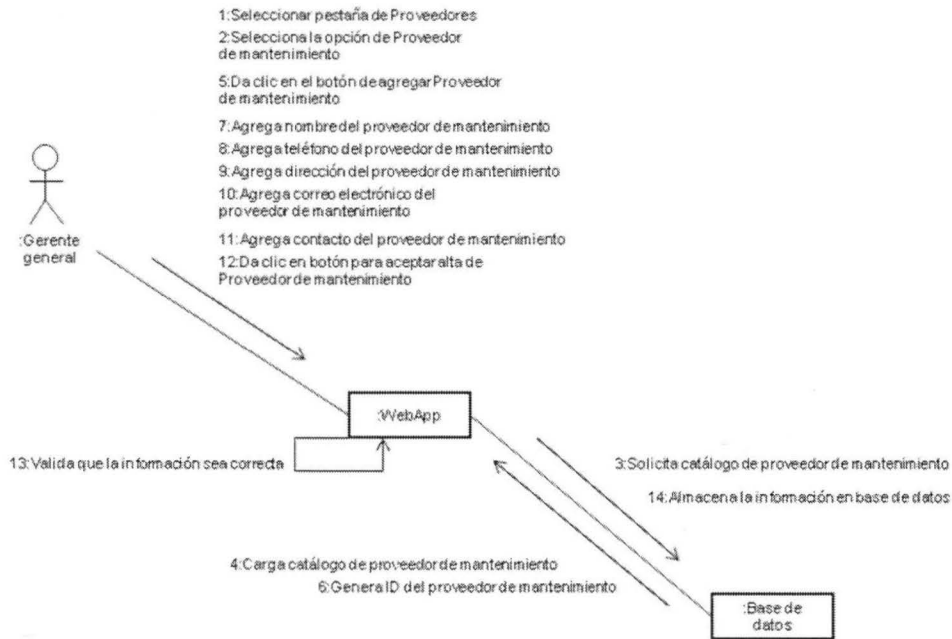 1:Seleccionar pestaña de Proveedores
2:Selecciona la opción de Proveedor
de mantenimiento
5:Da clic en el botón de agregar Proveedor
de mantenimiento
7:Agrega nombre del proveedor de mantenimiento
8:Agrega teléfono del proveedor de mantenimiento
9:Agrega dirección del proveedor de mantenimiento
10:Agrega correo electrónico del
proveedor de mantenimiento
11:Agrega contacto del proveedor de mantenimiento
12:Da clic en botón para aceptar alta de
Proveedor de mantenimiento
:Gerente
general
:WebApp
13:Valida que la información sea correcta
3:Solicita catálogo de proveedor de mantenimiento
14:Almacena la información en base de datos
4:Carga catálogo de proveedor de mantenimiento
6:Genera ID del proveedor de mantenimiento
:Base de
datos